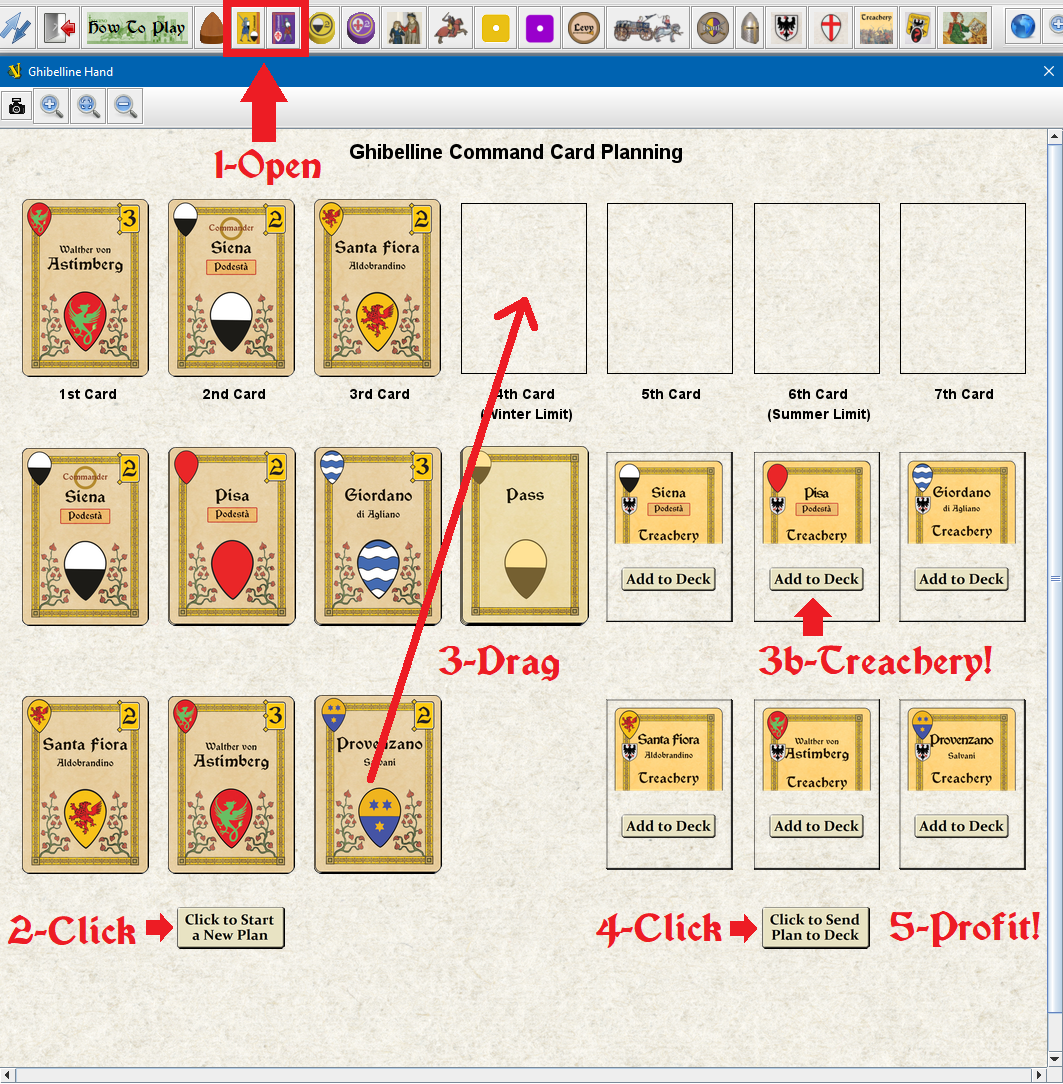 How To Play
Levy
Treachery
Ghibelline Hand
1-Open
Ghibelline Command Card Planning
3
Walther von
Astimberg
2
Commander
Siena
Podestà
2
Santa Fiora
Aldobrandino
1st Card
2nd Card
3rd Card
4th Card
(Winter Limit)
5th Card
6th Card
(Summer Limit)
7th Card
2
Commander
Siena
Podestà
2
Pisa
Podestà
3
Giordano
di Agliano
Pass
Siena
Podestà
Treachery
Add to Deck
Pisa
Podestà
Treachery
Add to Deck
Giordano
di Agliano
Treachery
Add to Deck
3-Drag
3b-Treachery!
2
Santa Fiora
Aldobrandino
3
Walther von
Astimberg
2
Provenzano
Salvani
Santa Fiora
Aldobrandino
Treachery
Add to Deck
Walther von
Astimberg
Treachery
Add to Deck
Provenzano
Salvani
Treachery
Add to Deck
2-Click
Click to Start
a New Plan
4-Click
Click to Send
Plan to Deck
5-Profit!